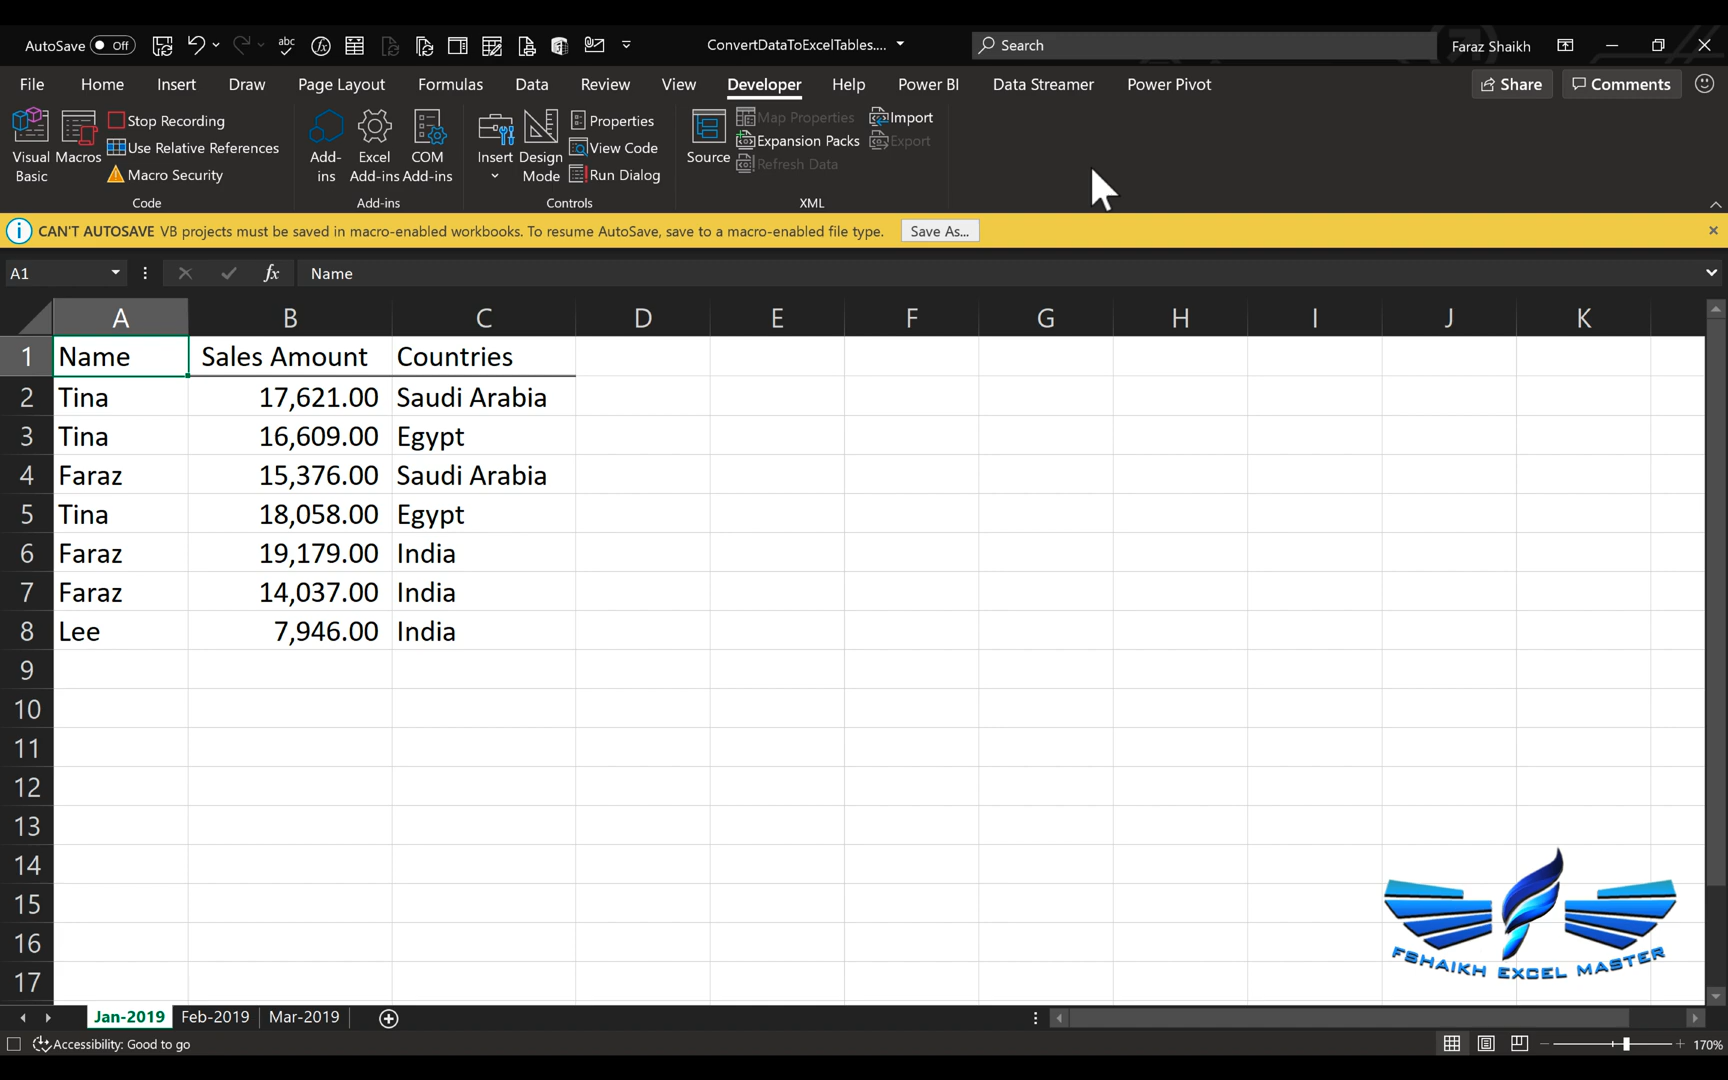 AutoSave Off abc ConvertDataToExcelTables.... Search Faraz Shaikh
File Home Insert Draw Page Layout Formulas Data Review View Developer Help Power BI Data Streamer Power Pivot Share Comments
Visual Basic
Macros
Stop Recording
Use Relative References
Macro Security
Code
Add-ins
Excel Add-ins
COM Add-ins
Add-ins
Insert
Design Mode
Properties
View Code
Run Dialog
Controls
Source
Map Properties
Expansion Packs
Refresh Data
Import
Export
XML
CAN'T AUTOSAVE VB projects must be saved in macro-enabled workbooks. To resume AutoSave, save to a macro-enabled file type. Save As...
A1 fx Name
A B C D E F G H I J K
1 Name Sales Amount Countries
2 Tina 17,621.00 Saudi Arabia
3 Tina 16,609.00 Egypt
4 Faraz 15,376.00 Saudi Arabia
5 Tina 18,058.00 Egypt
6 Faraz 19,179.00 India
7 Faraz 14,037.00 India
8 Lee 7,946.00 India
9
10
11
12
13
14
15
16
17
FSHAIKH EXCEL MASTER
Jan-2019 Feb-2019 Mar-2019
Accessibility: Good to go 170%